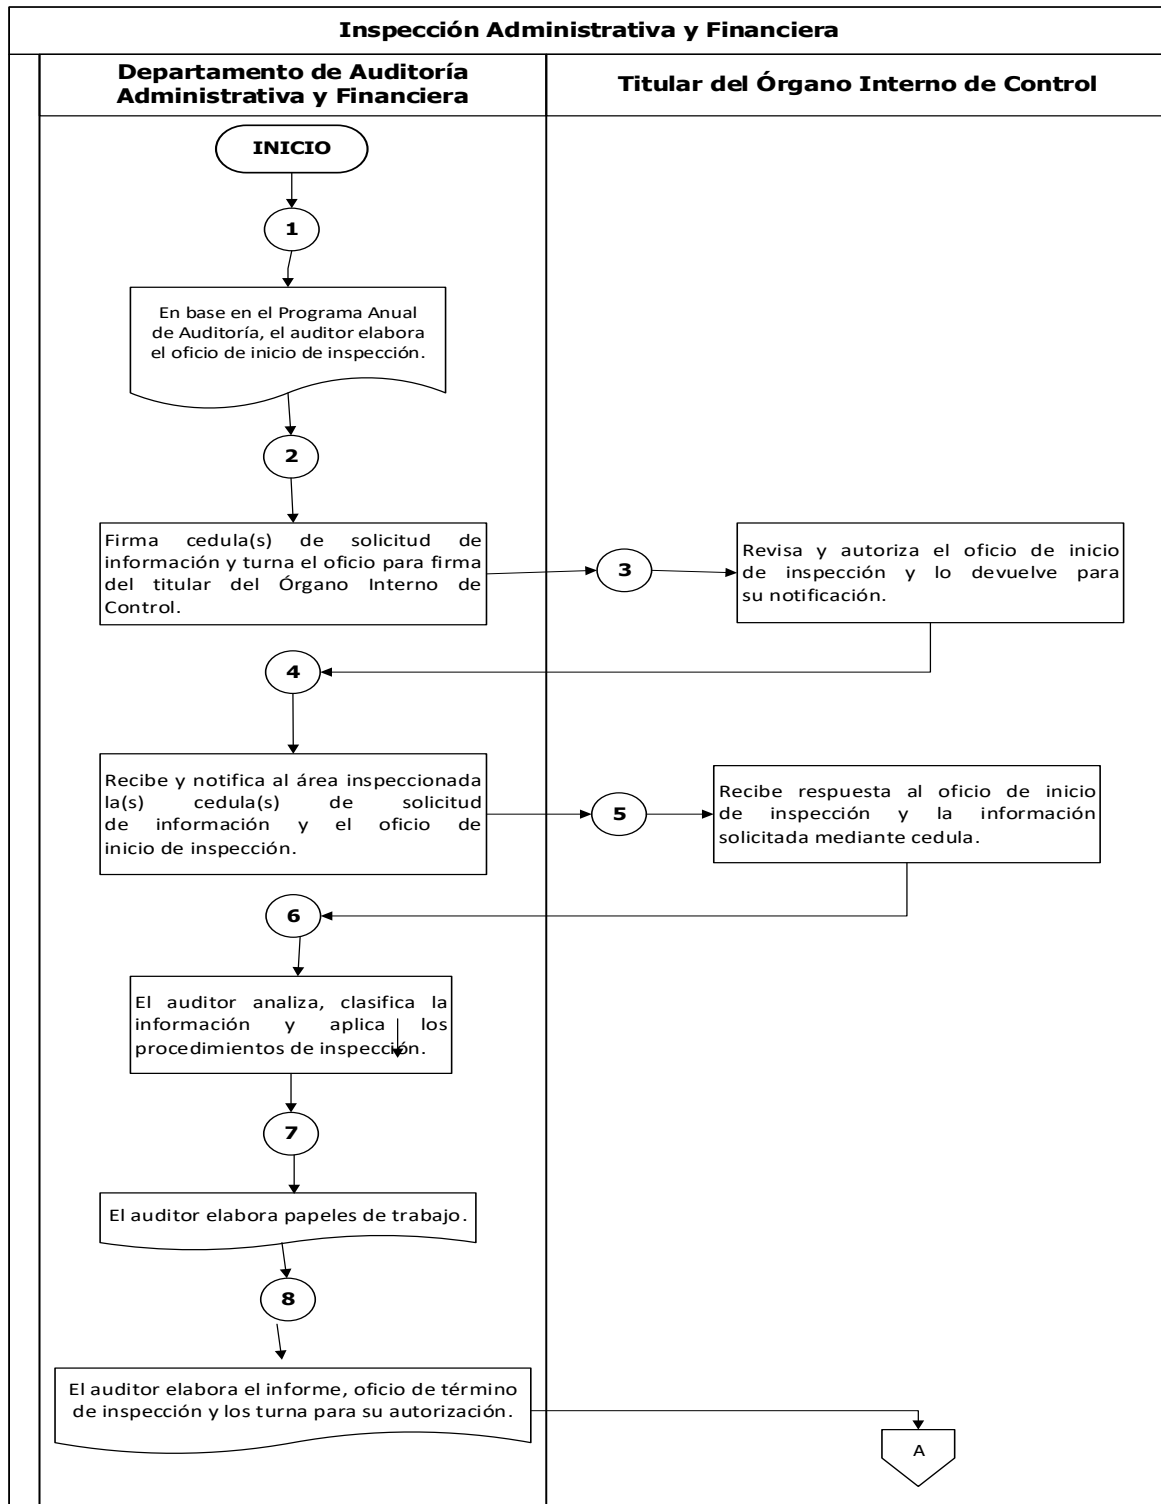 Inspección Administrativa y Financiera
Departamento de Auditoría
Administrativa y Financiera
Titular del Órgano Interno de Control
INICIO
1
En base en el Programa Anual
de Auditoría, el auditor elabora
el oficio de inicio de inspección.
2
Firma cedula(s) de solicitud de
información y turna el oficio para firma
del titular del Órgano Interno de
Control.
3
Revisa y autoriza el oficio de inicio
de inspección y lo devuelve para
su notificación.
4
Recibe y notifica al área inspeccionada
la(s) cedula(s) de solicitud
de información y el oficio de
inicio de inspección.
5
Recibe respuesta al oficio de inicio
de inspección y la información
solicitada mediante cedula.
6
El auditor analiza, clasifica la
información y aplica los
procedimientos de inspección.
7
El auditor elabora papeles de trabajo.
8
El auditor elabora el informe, oficio de término
de inspección y los turna para su autorización.
A